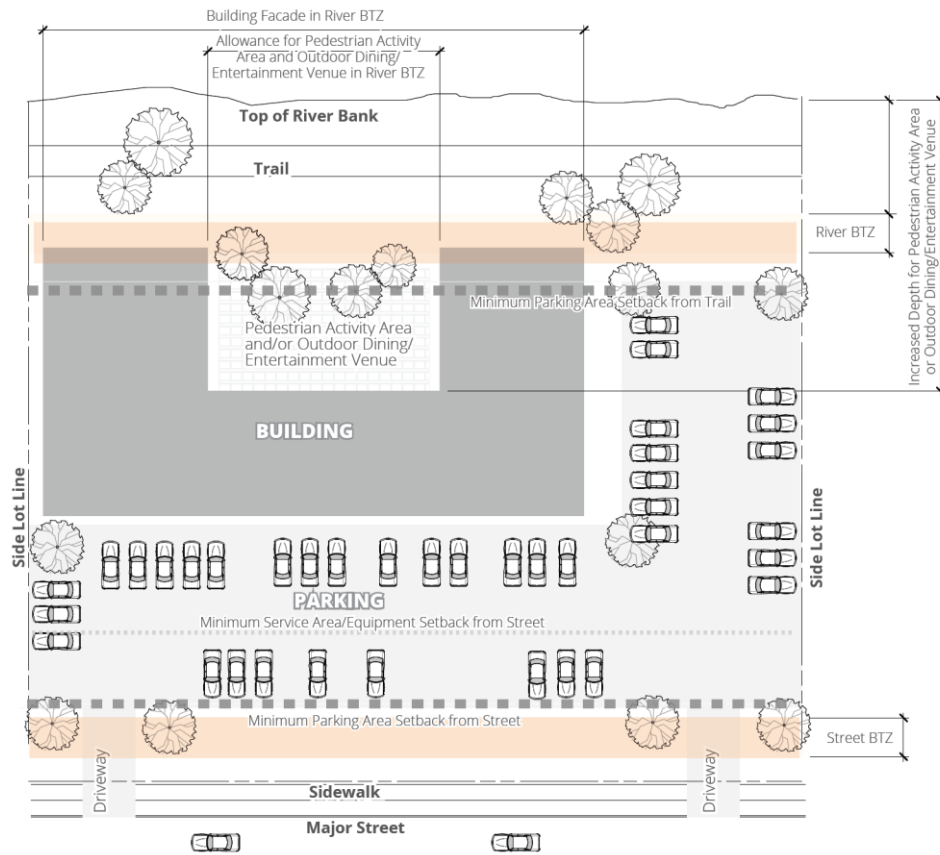 Building Facade in River BTZ
Allowance for Pedestrian Activity
Area and Outdoor Dining/
Entertainment Venue in River BTZ
Top of River Bank
Trail
River BTZ
Increased Depth for Pedestrian Activity Area
or Outdoor Dining/Entertainment Venue
Minimum Parking Area Setback from Trail
Pedestrian Activity Area
and/or Outdoor Dining/
Entertainment Venue
BUILDING
Side Lot Line
Side Lot Line
PARKING
Minimum Service Area/Equipment Setback from Street
Minimum Parking Area Setback from Street
Street BTZ
Driveway
Driveway
Sidewalk
Major Street